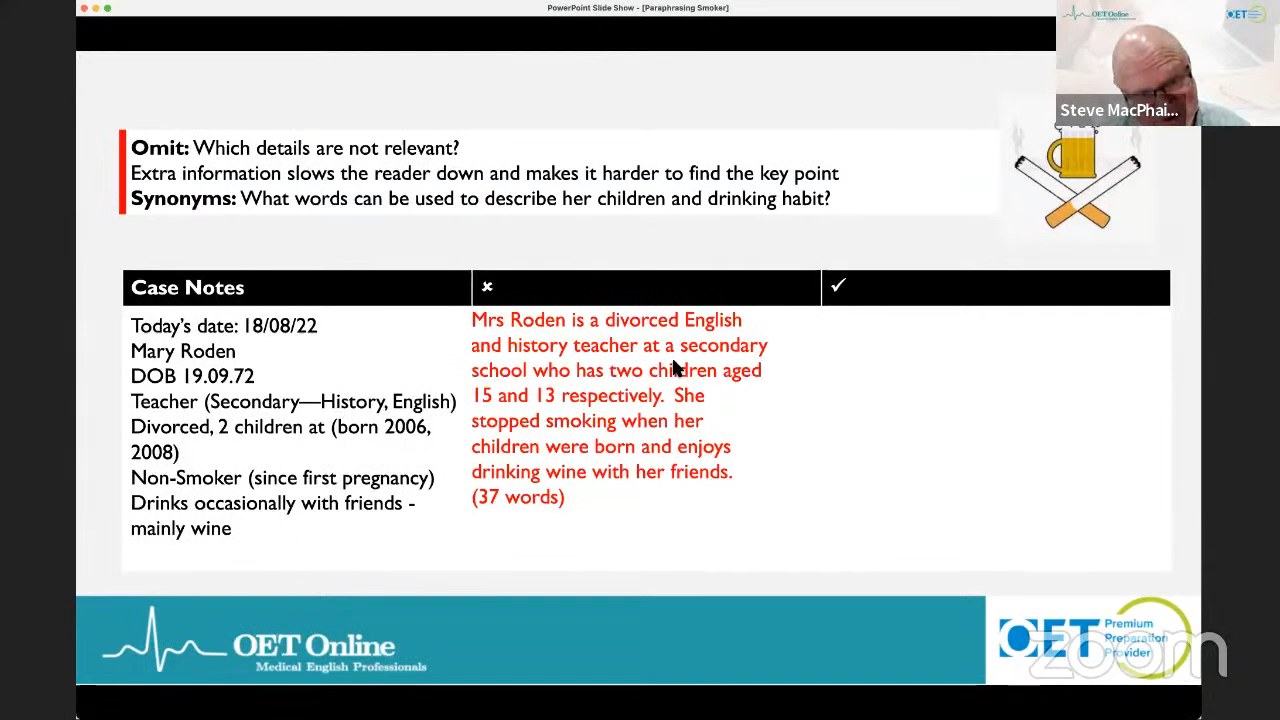 PowerPoint Slide Show - [Paraphrasing Smoker]
OET Online
OET
Steve MacPhai...
Omit: Which details are not relevant?
Extra information slows the reader down and makes it harder to find the key point
Synonyms: What words can be used to describe her children and drinking habit?
Case Notes
Today's date: 18/08/22
Mary Roden
DOB 19.09.72
Teacher (Secondary—History, English)
Divorced, 2 children at (born 2006,
2008)
Non-Smoker (since first pregnancy)
Drinks occasionally with friends -
mainly wine
✖
Mrs Roden is a divorced English
and history teacher at a secondary
school who has two children aged
15 and 13 respectively. She
stopped smoking when her
children were born and enjoys
drinking wine with her friends.
(37 words)
✓
OET Online
Medical English Professionals
OET
Premium
Preparation
Provider
zoom